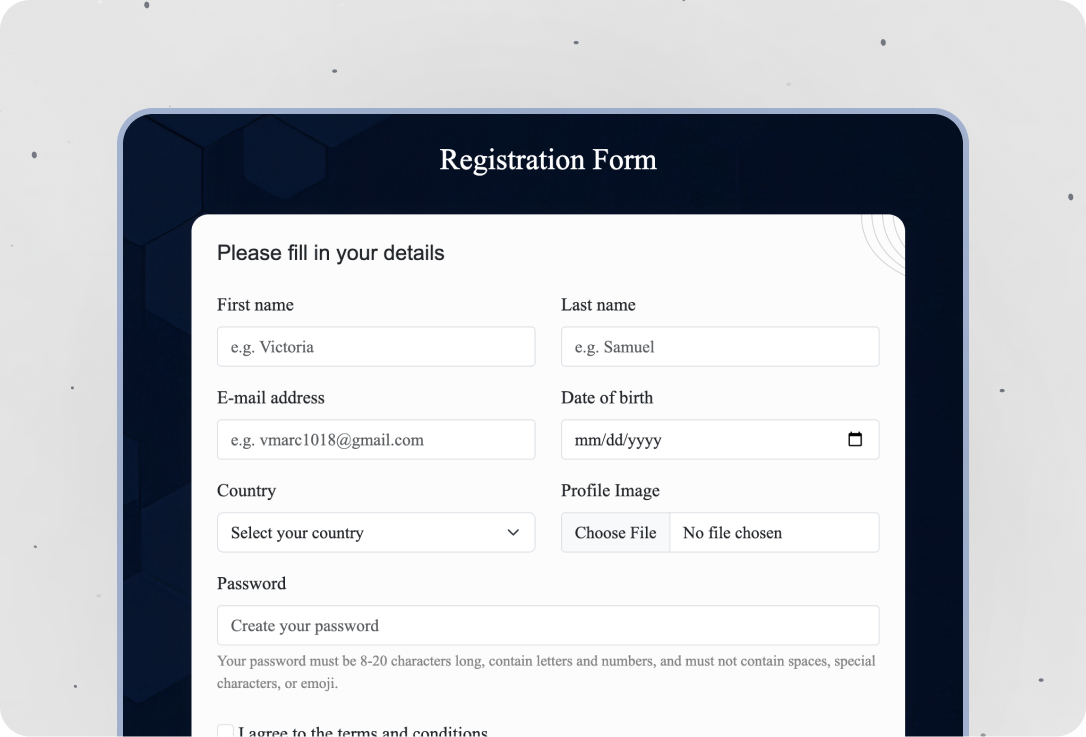 Registration Form
Please fill in your details
First name
Last name
e.g. Victoria
e.g. Samuel
E-mail address
Date of birth
e.g. vmarc1018@gmail.com
mm/dd/yyyy
Country
Profile Image
Select your country
Choose File
No file chosen
Password
Create your password
Your password must be 8-20 characters long, contain letters and numbers, and must not contain spaces, special
characters, or emoji.
I agree to the terms and conditions